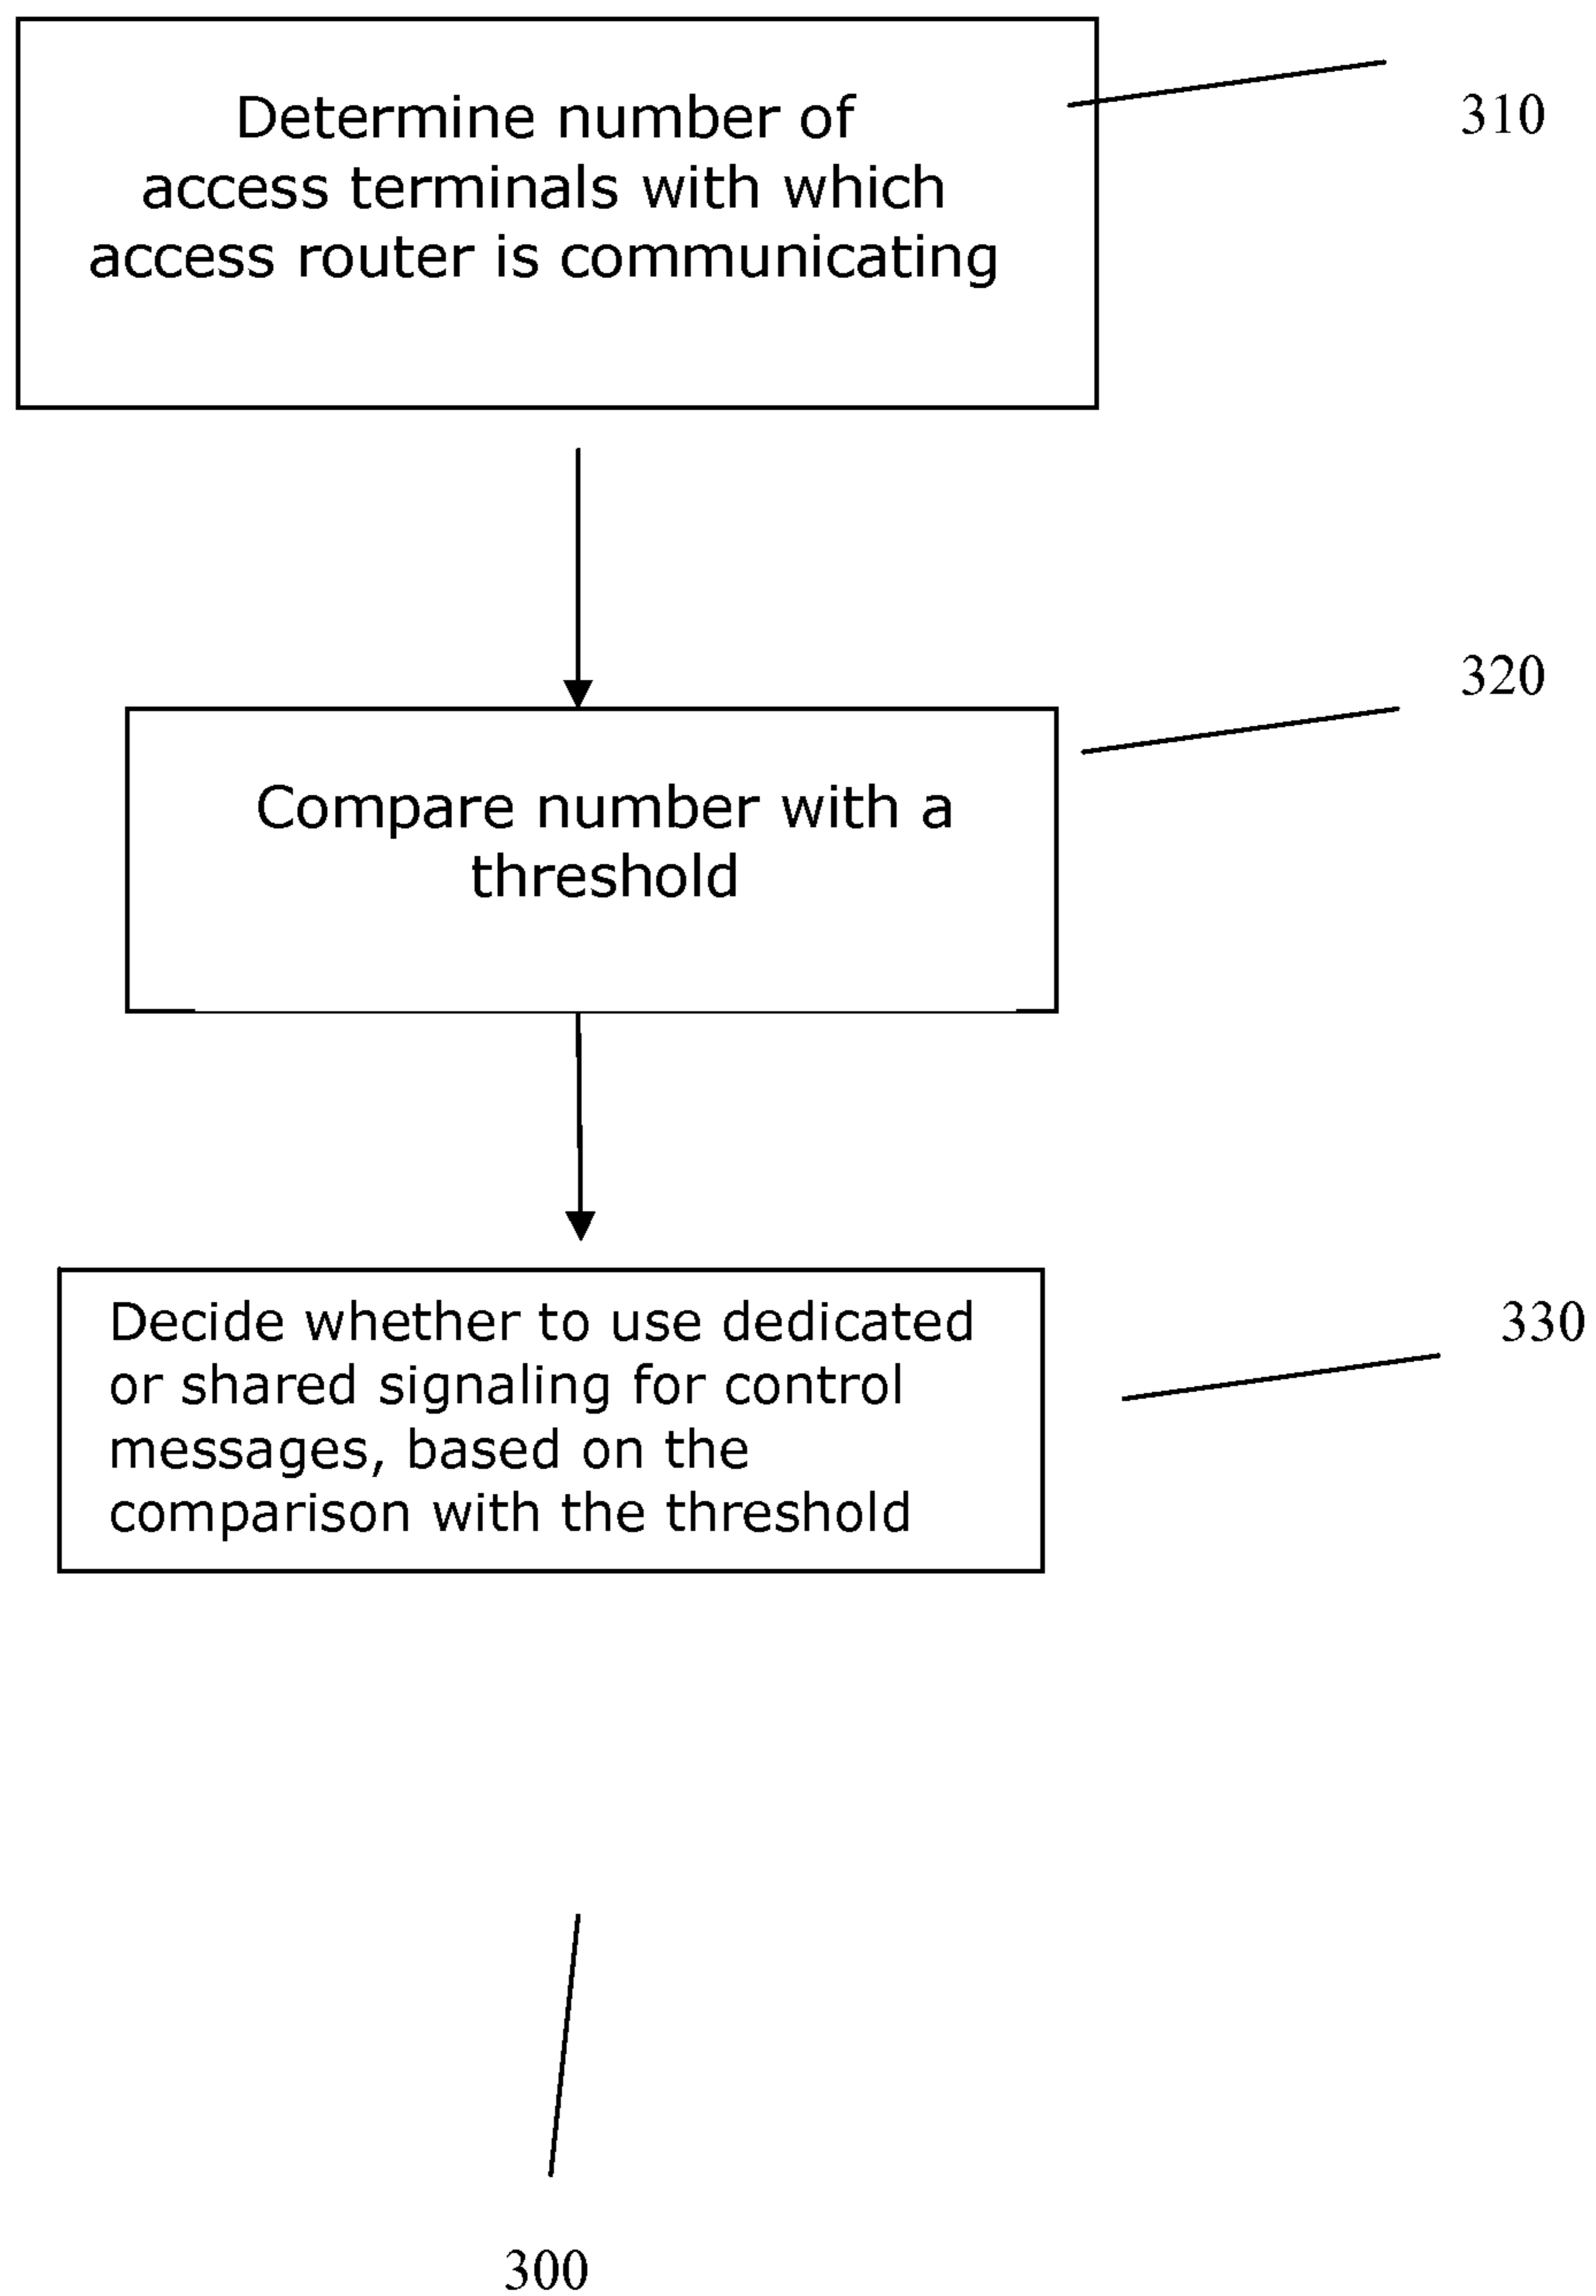 Determine number of
access terminals with which
access router is communicating
310
320
Compare number with a
threshold
Decide whether to use dedicated
or shared signaling for control
messages, based on the
comparison with the threshold
330
300